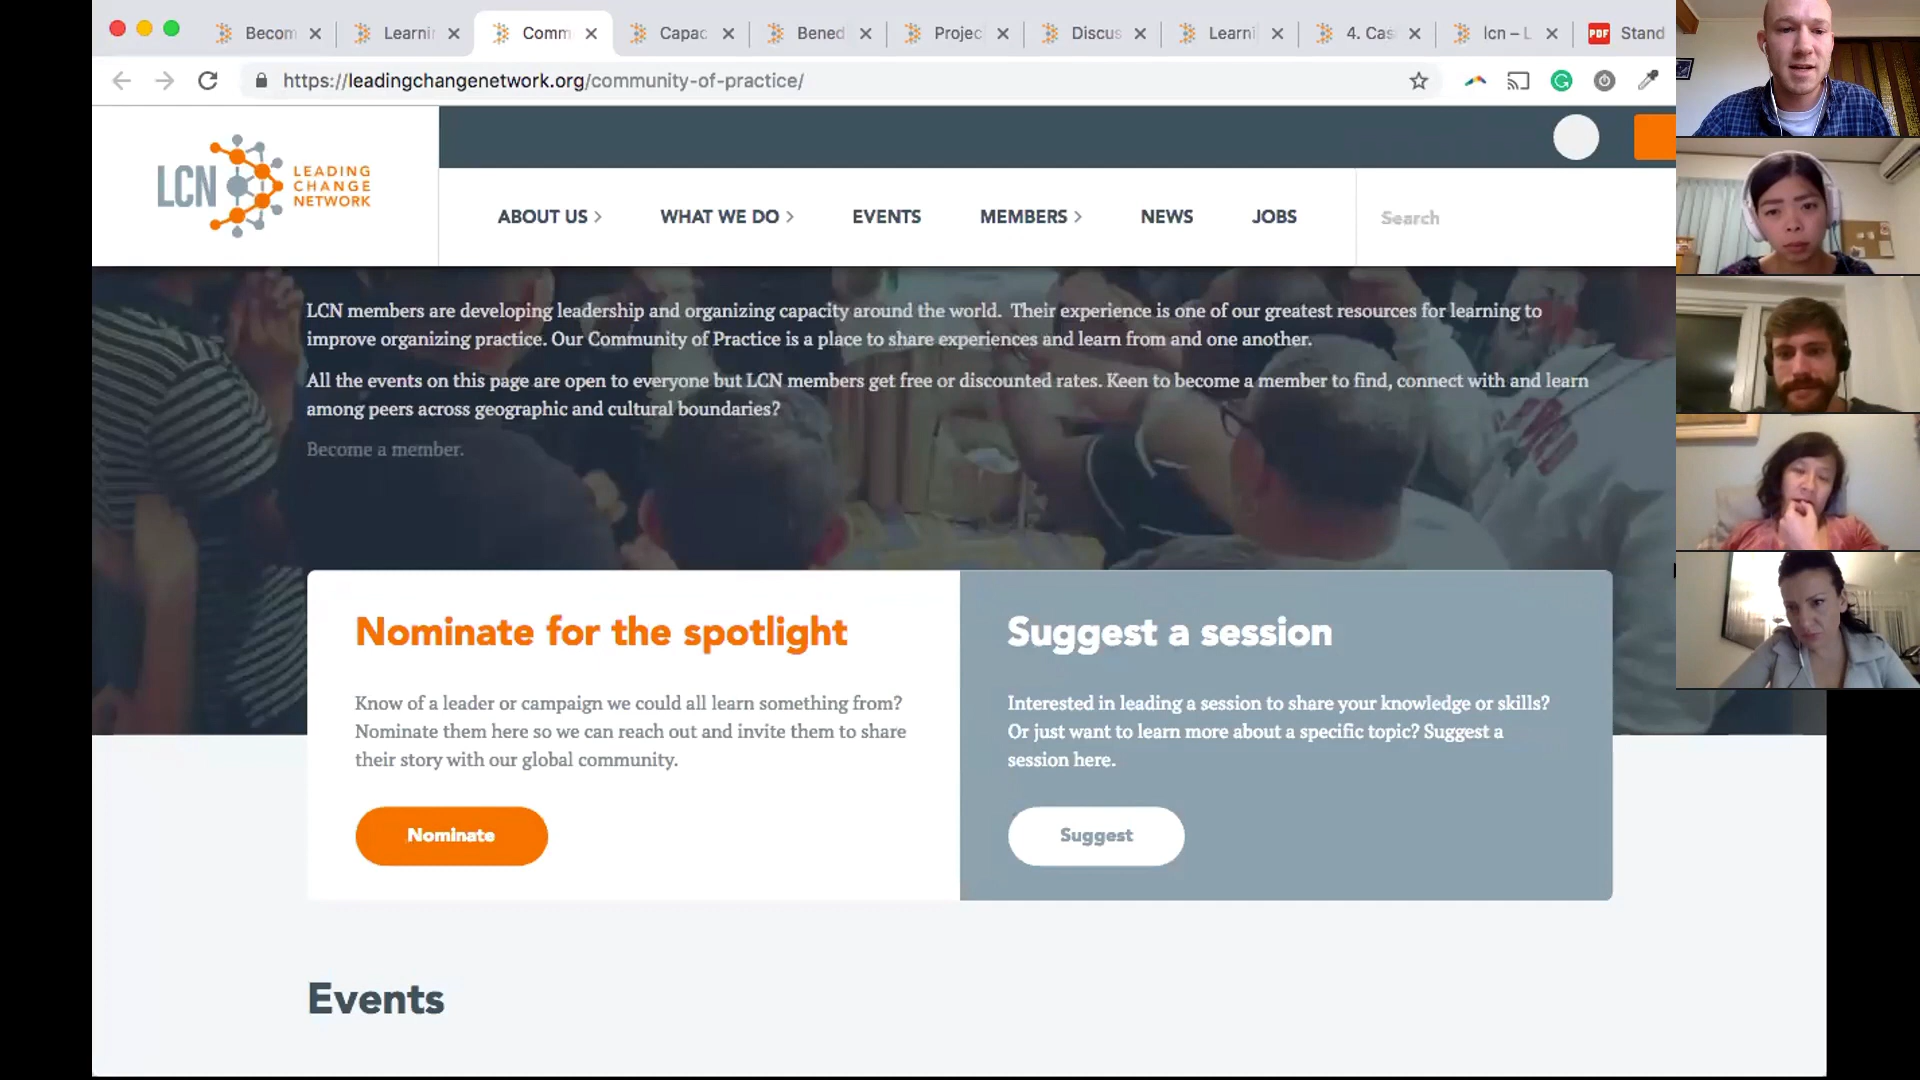 Becom
Learni
Comm
Capac
Bened
Projec
Discus
Learni
4. Cas
lcn – L
PDF
Stand
https://leadingchangenetwork.org/community-of-practice/
LCN
LEADING
CHANGE
NETWORK
ABOUT US
WHAT WE DO
EVENTS
MEMBERS
NEWS
JOBS
Search
LCN members are developing leadership and organizing capacity around the world. Their experience is one of our greatest resources for learning to
improve organizing practice. Our Community of Practice is a place to share experiences and learn from and one another.
All the events on this page are open to everyone but LCN members get free or discounted rates. Keen to become a member to find, connect with and learn
among peers across geographic and cultural boundaries?
Become a member.
Nominate for the spotlight
Know of a leader or campaign we could all learn something from?
Nominate them here so we can reach out and invite them to share
their story with our global community.
Nominate
Suggest a session
Interested in leading a session to share your knowledge or skills?
Or just want to learn more about a specific topic? Suggest a
session here.
Suggest
Events